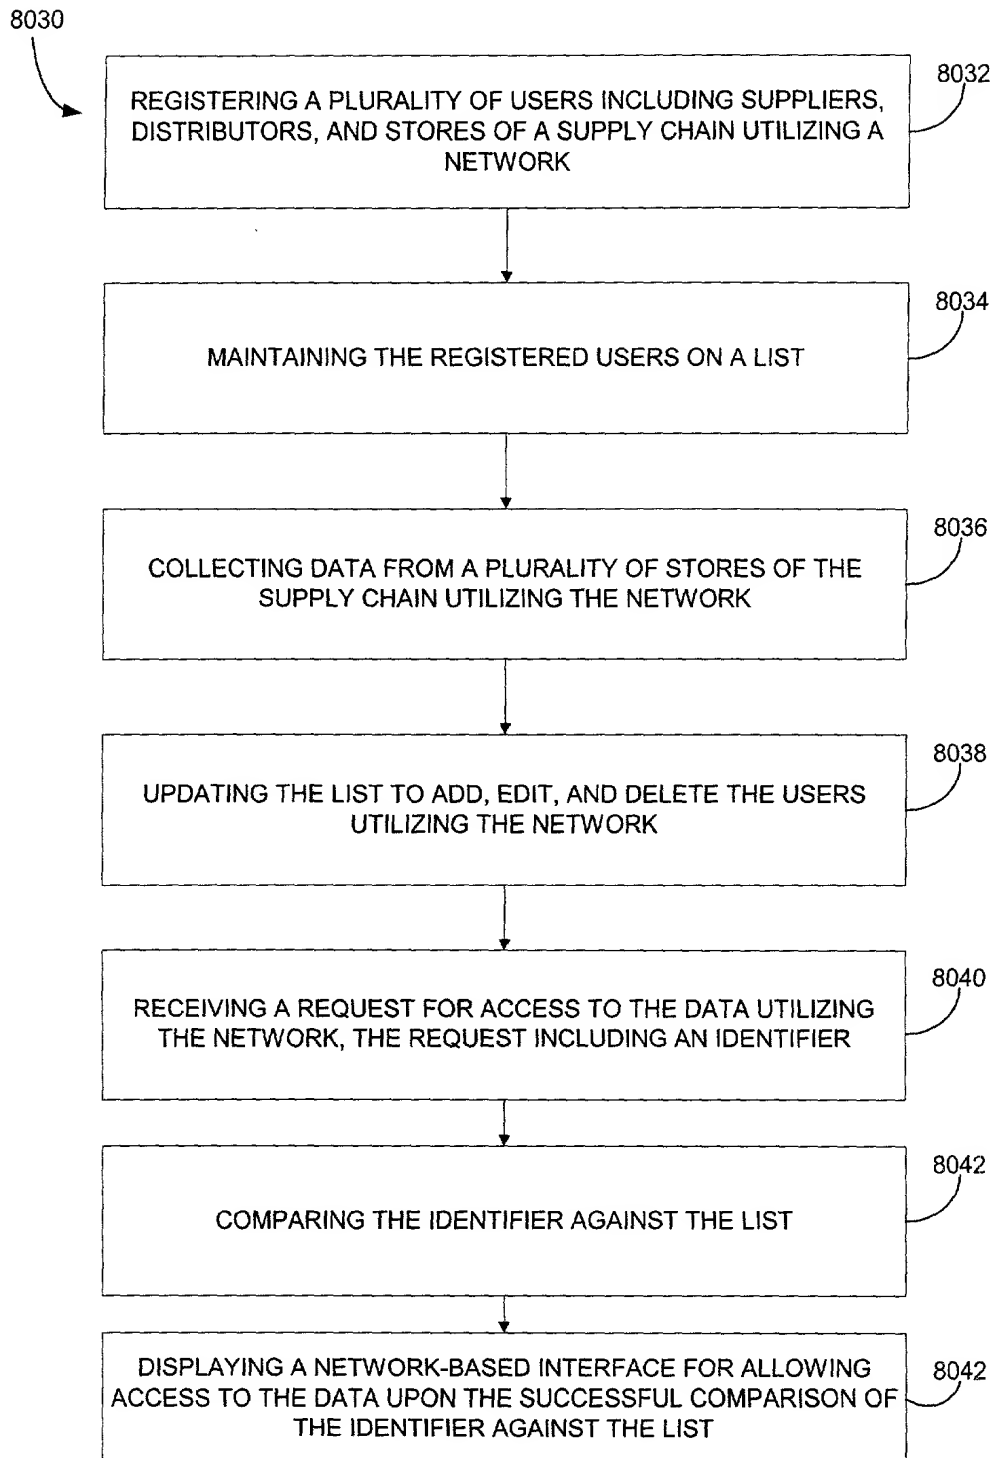 8030
8032
REGISTERING A PLURALITY OF USERS INCLUDING SUPPLIERS,
DISTRIBUTORS, AND STORES OF A SUPPLY CHAIN UTILIZING A
NETWORK
8034
MAINTAINING THE REGISTERED USERS ON A LIST
8036
COLLECTING DATA FROM A PLURALITY OF STORES OF THE
SUPPLY CHAIN UTILIZING THE NETWORK
8038
UPDATING THE LIST TO ADD, EDIT, AND DELETE THE USERS
UTILIZING THE NETWORK
8040
RECEIVING A REQUEST FOR ACCESS TO THE DATA UTILIZING
THE NETWORK, THE REQUEST INCLUDING AN IDENTIFIER
8042
COMPARING THE IDENTIFIER AGAINST THE LIST
8042
DISPLAYING A NETWORK-BASED INTERFACE FOR ALLOWING
ACCESS TO THE DATA UPON THE SUCCESSFUL COMPARISON OF
THE IDENTIFIER AGAINST THE LIST